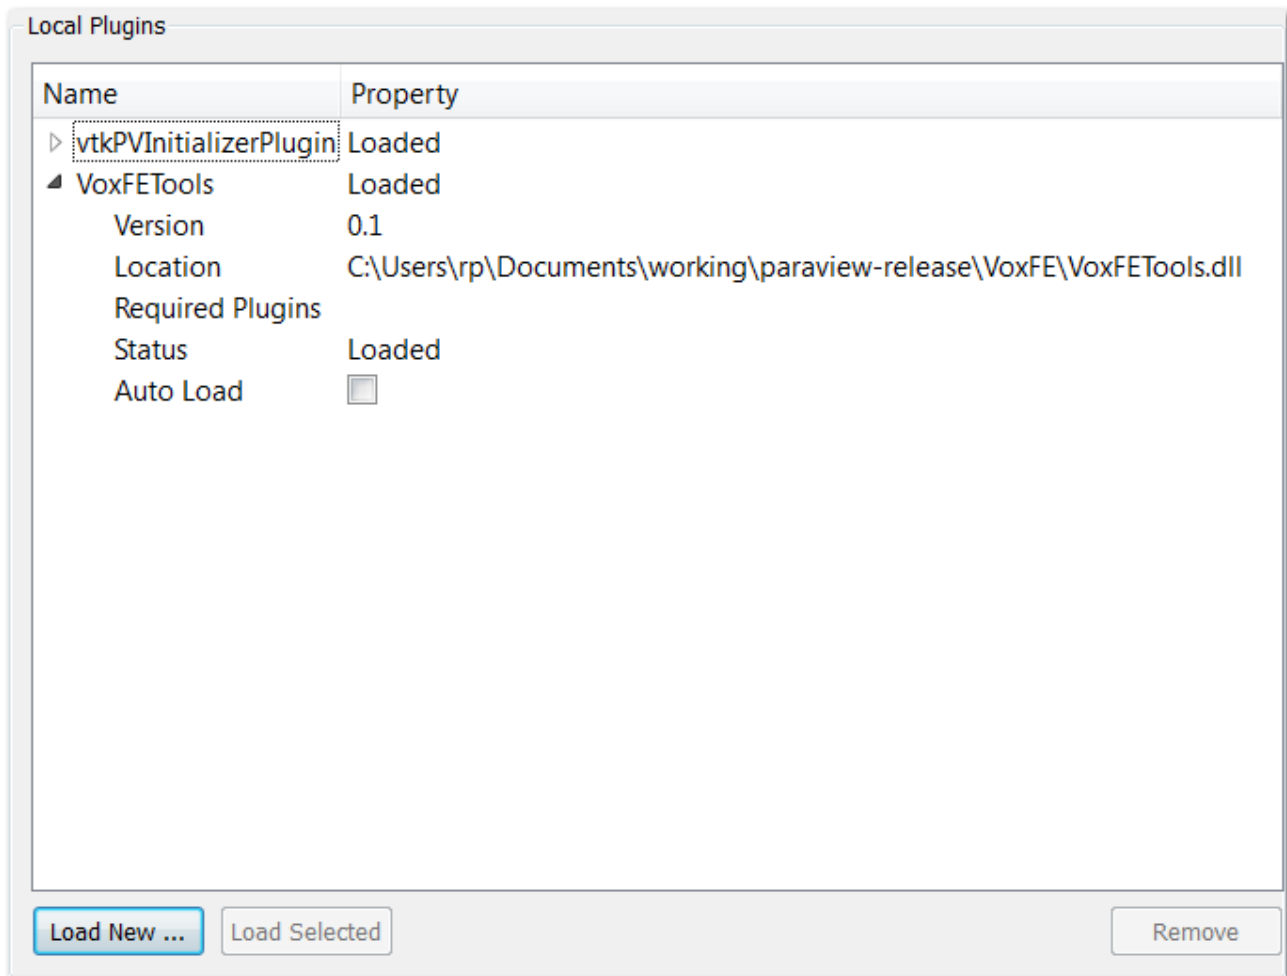 Local Plugins
Name Property
vtkPVInitializerPlugin Loaded
VoxFETools Loaded
Version 0.1
Location C:\Users\rp\Documents\working\paraview-release\VoxFE\VoxFETools.dll
Required Plugins
Status Loaded
Auto Load
Load New ... Load Selected Remove